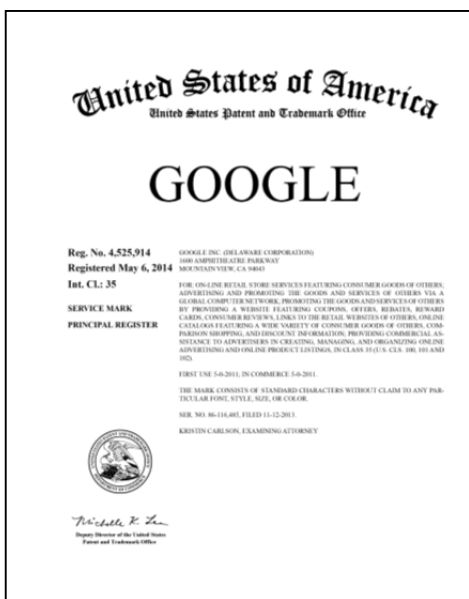 United States of America
United States Patent and Trademark Office
GOOGLE
Reg. No. 4,525,914
Registered May 6, 2014
Int. Cl.: 35
SERVICE MARK
PRINCIPAL REGISTER
GOOGLE INC. (DELAWARE CORPORATION)
1600 AMPHITHEATRE PARKWAY
MOUNTAIN VIEW, CA 94043
FOR: ON-LINE RETAIL STORE SERVICES FEATURING CONSUMER GOODS OF OTHERS;
ADVERTISING AND PROMOTING THE GOODS AND SERVICES OF OTHERS VIA A
GLOBAL COMPUTER NETWORK; PROMOTING THE GOODS AND SERVICES OF OTHERS
BY PROVIDING A WEBSITE FEATURING COUPONS, OFFERS, REBATES, REWARD
CARDS, CONSUMER REVIEWS, LINKS TO THE RETAIL WEBSITES OF OTHERS, ONLINE
CATALOGS FEATURING A WIDE VARIETY OF CONSUMER GOODS OF OTHERS, COM-
PARISON SHOPPING, AND DISCOUNT INFORMATION; PROVIDING COMMERCIAL AS-
SISTANCE TO ADVERTISERS IN CREATING, MANAGING, AND ORGANIZING ONLINE
ADVERTISING AND ONLINE PRODUCT LISTINGS, IN CLASS 35 (U.S. CLS. 100, 101 AND
102).
FIRST USE 5-0-2011; IN COMMERCE 5-0-2011.
THE MARK CONSISTS OF STANDARD CHARACTERS WITHOUT CLAIM TO ANY PAR-
TICULAR FONT, STYLE, SIZE, OR COLOR.
SER. NO. 86-116,485, FILED 11-12-2013.
KRISTIN CARLSON, EXAMINING ATTORNEY
Michelle K. Lee
Deputy Director of the United States
Patent and Trademark Office